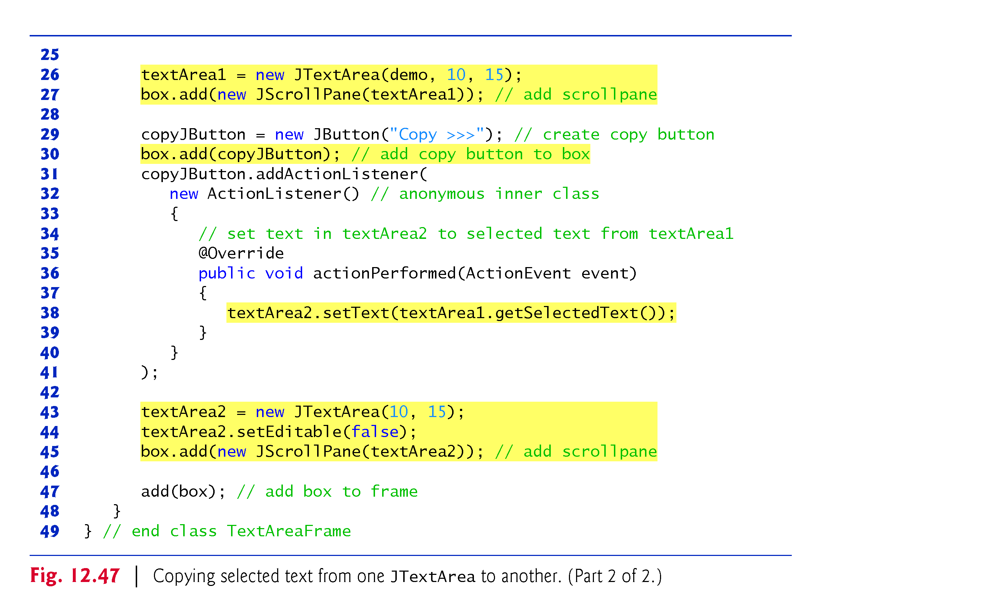 25
26 textArea1 = new JTextArea(demo, 10, 15);
27 box.add(new JScrollPane(textArea1)); // add scrollpane
28
29 copyJButton = new JButton("Copy >>>"); // create copy button
30 box.add(copyJButton); // add copy button to box
31 copyJButton.addActionListener(
32 new ActionListener() // anonymous inner class
33 {
34 // set text in textArea2 to selected text from textArea1
35 @Override
36 public void actionPerformed(ActionEvent event)
37 {
38 textArea2.setText(textArea1.getSelectedText());
39 }
40 }
41 );
42
43 textArea2 = new JTextArea(10, 15);
44 textArea2.setEditable(false);
45 box.add(new JScrollPane(textArea2)); // add scrollpane
46
47 add(box); // add box to frame
48 }
49 } // end class TextAreaFrame
Fig. 12.47 | Copying selected text from one JTextArea to another. (Part 2 of 2.)